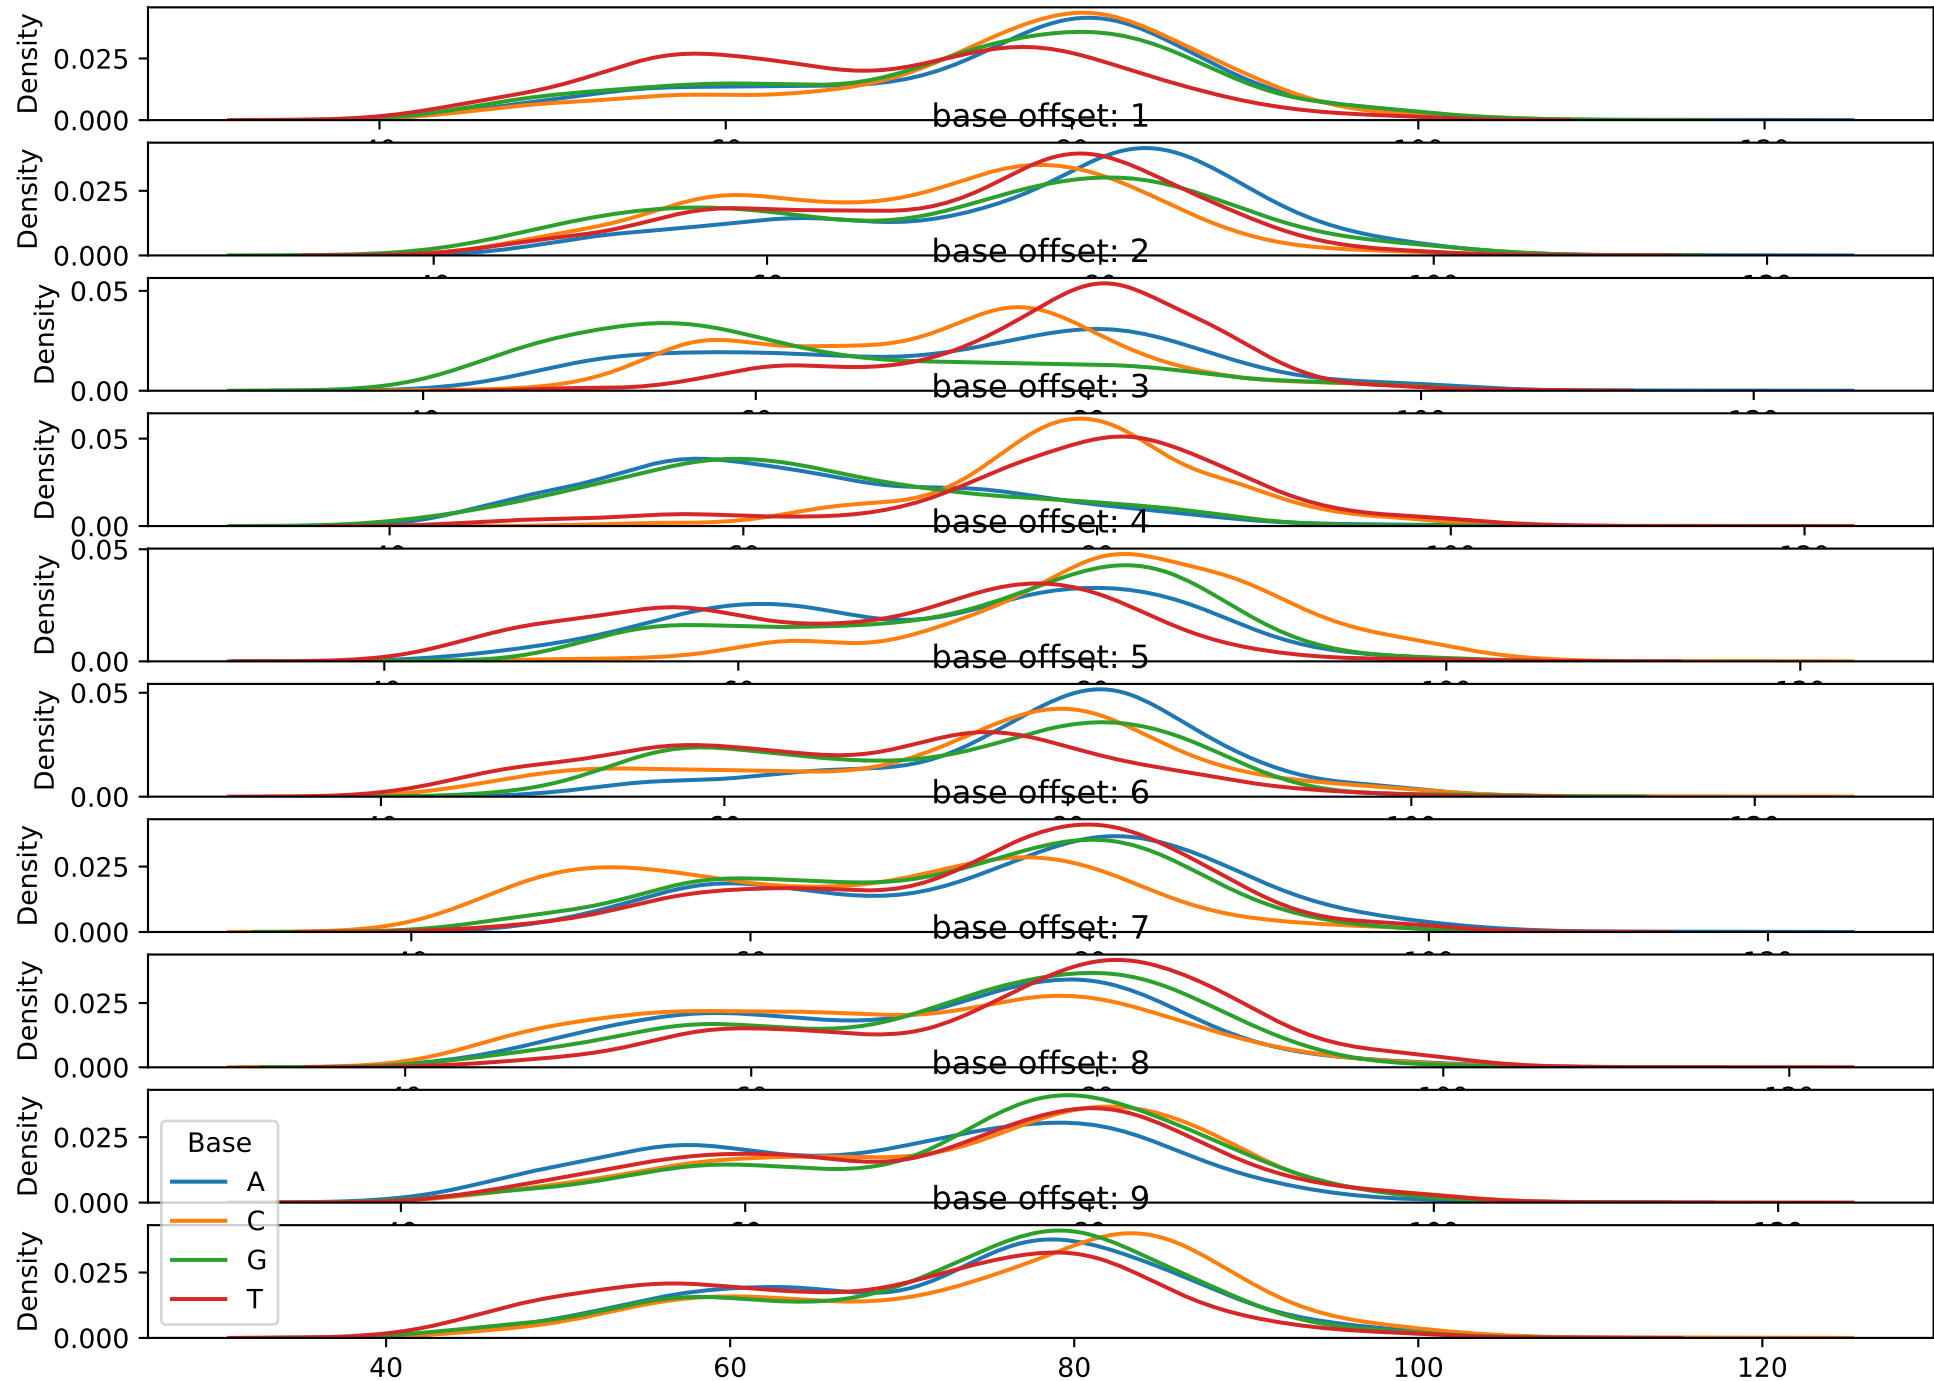 Density
0.025
0.000
base offset: 1
Density
0.025
0.000
base offset: 2
Density
0.05
0.00
base offset: 3
Density
0.05
0.00
base offset: 4
Density
0.05
0.00
base offset: 5
Density
0.05
0.00
base offset: 6
Density
0.025
0.000
base offset: 7
Density
0.025
0.000
base offset: 8
Density
0.025
0.000
base offset: 9
Density
0.025
0.000
Base
A
C
G
T
40 60 80 100 120